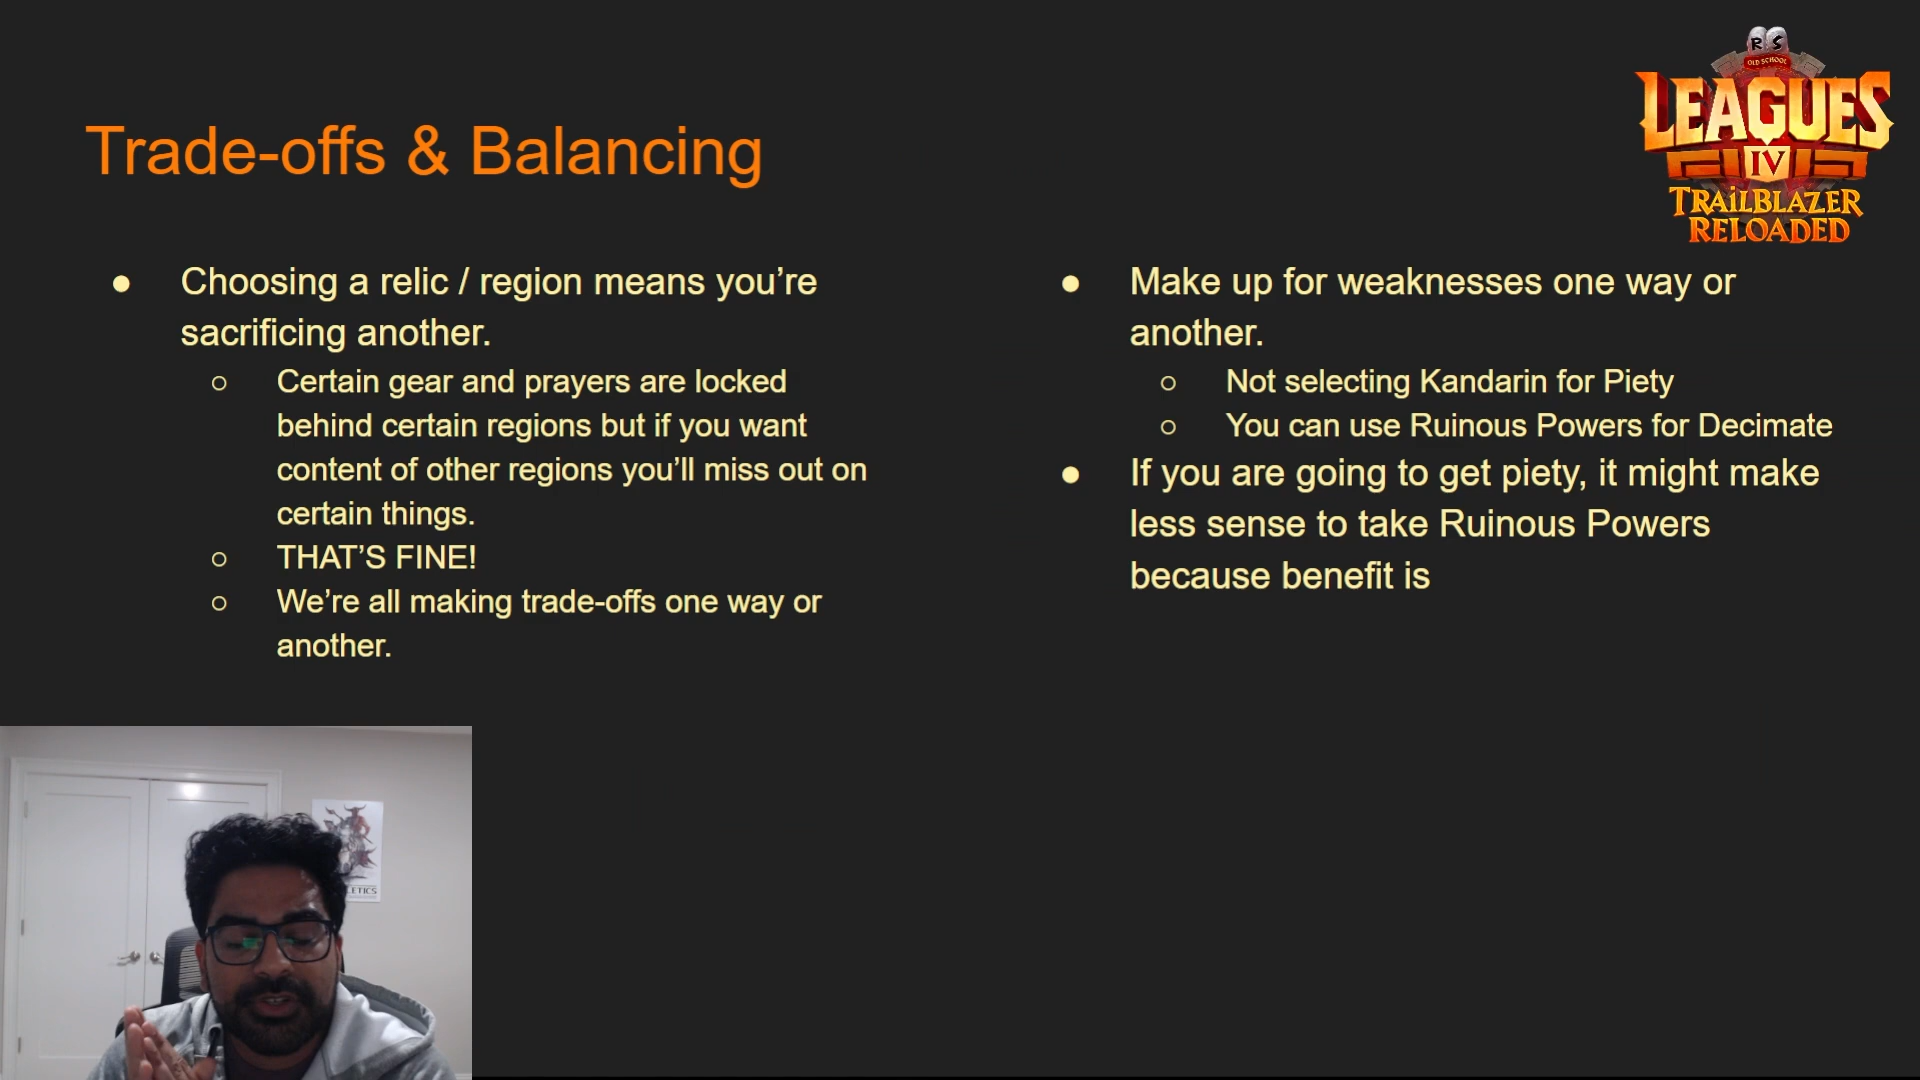 Trade-offs & Balancing
RS
OLD SCHOOL
LEAGUES
IV
TRAILBLAZER
RELOADED
● Choosing a relic / region means you’re
sacrificing another.
○ Certain gear and prayers are locked
behind certain regions but if you want
content of other regions you’ll miss out on
certain things.
○ THAT’S FINE!
○ We’re all making trade-offs one way or
another.
● Make up for weaknesses one way or
another.
○ Not selecting Kandarin for Piety
○ You can use Ruinous Powers for Decimate
● If you are going to get piety, it might make
less sense to take Ruinous Powers
because benefit is